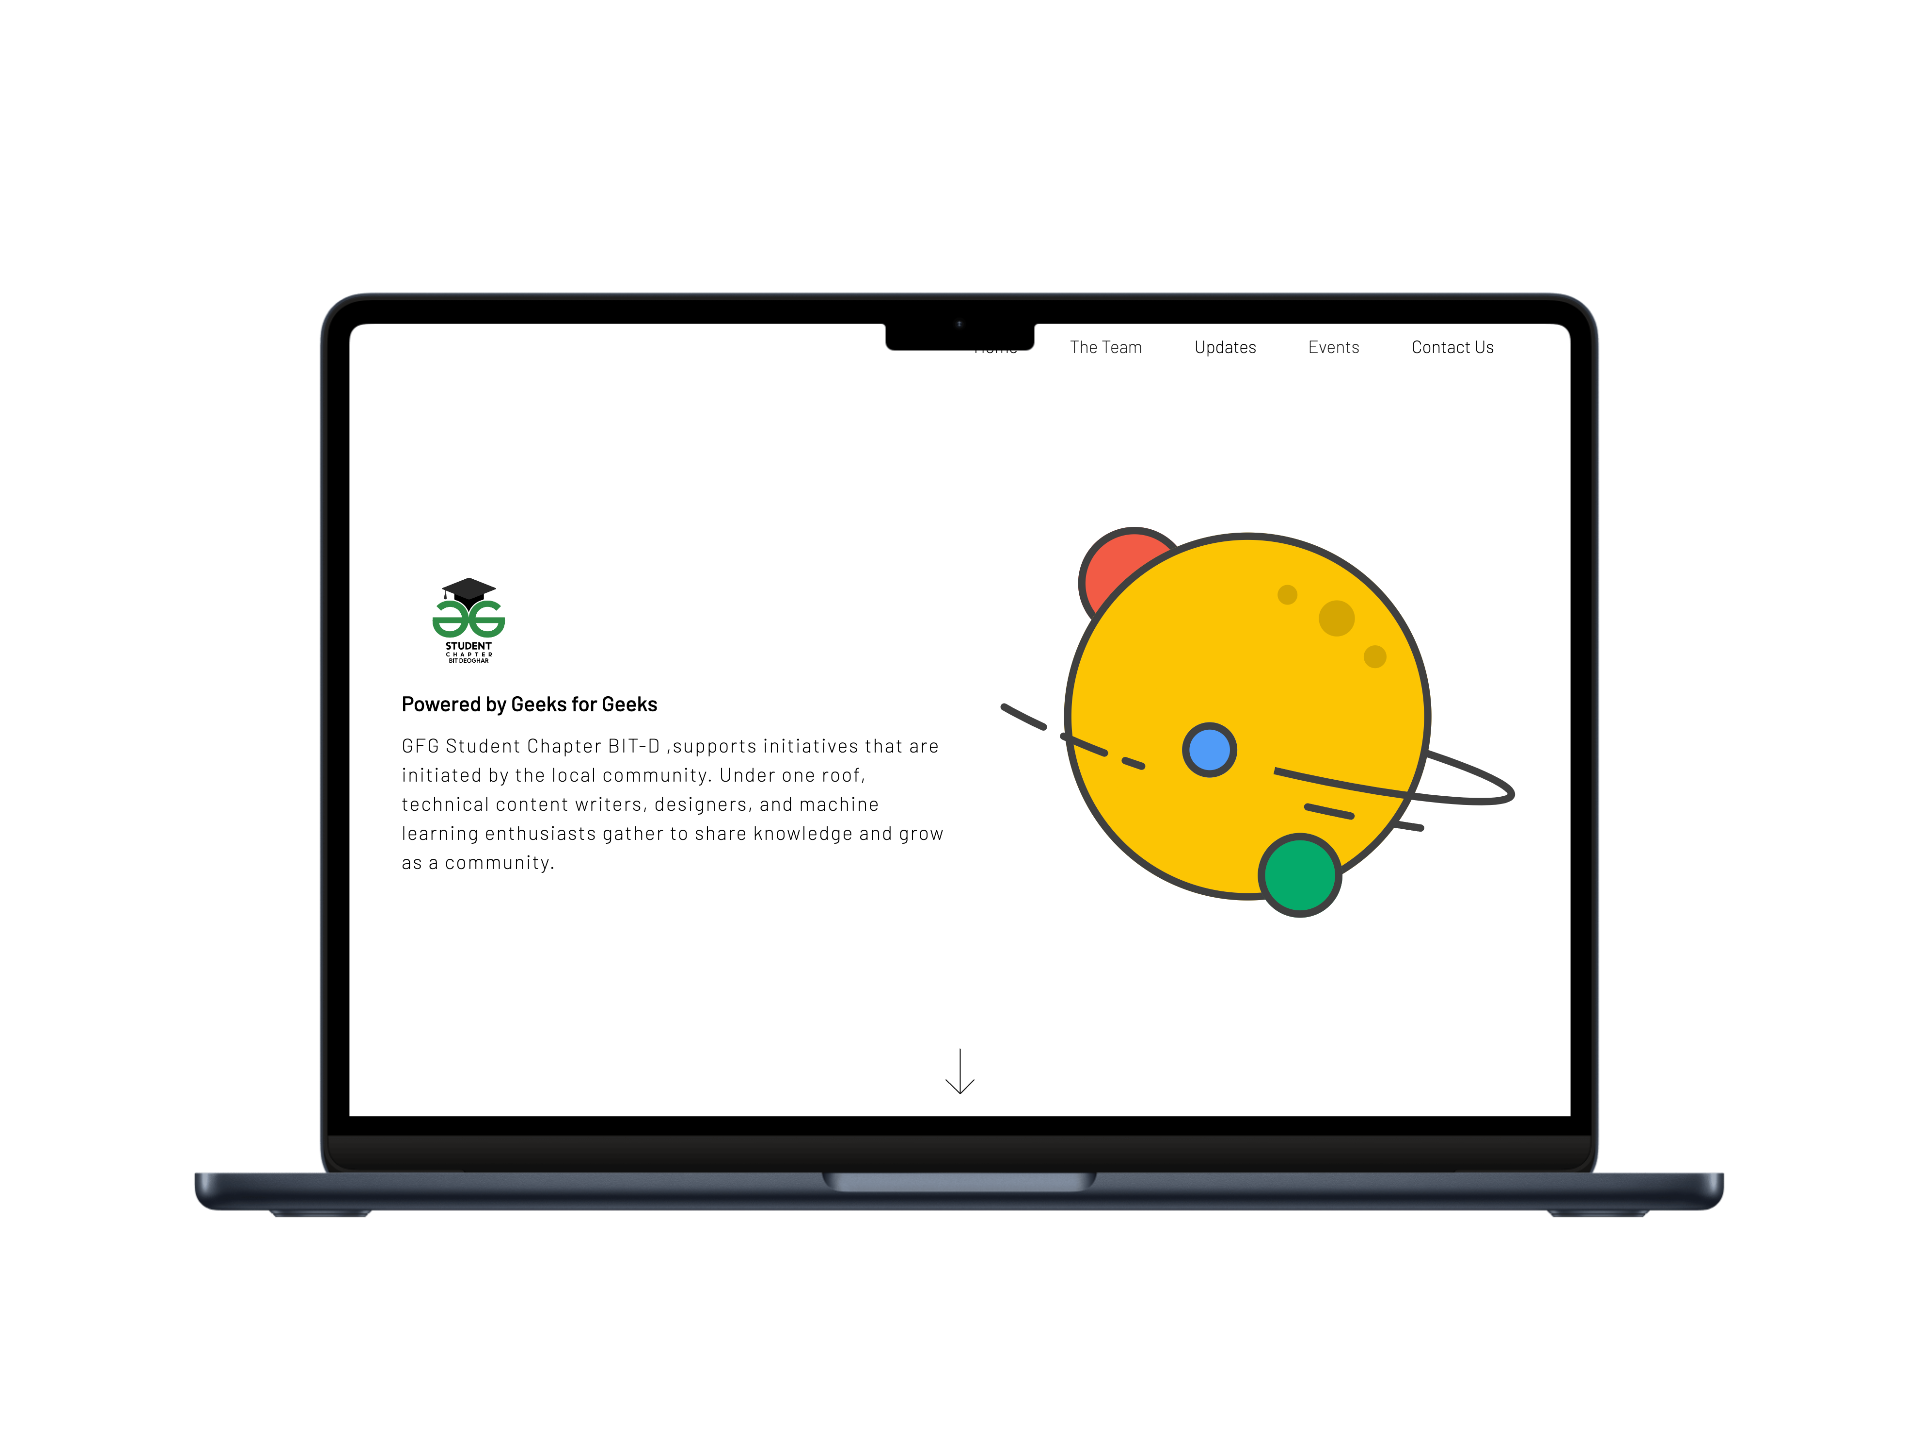 Home The Team Updates Events Contact Us
STUDENT
CHAPTER
BIT DEOGHAR
Powered by Geeks for Geeks
GFG Student Chapter BIT-D ,supports initiatives that are
initiated by the local community. Under one roof,
technical content writers, designers, and machine
learning enthusiasts gather to share knowledge and grow
as a community.